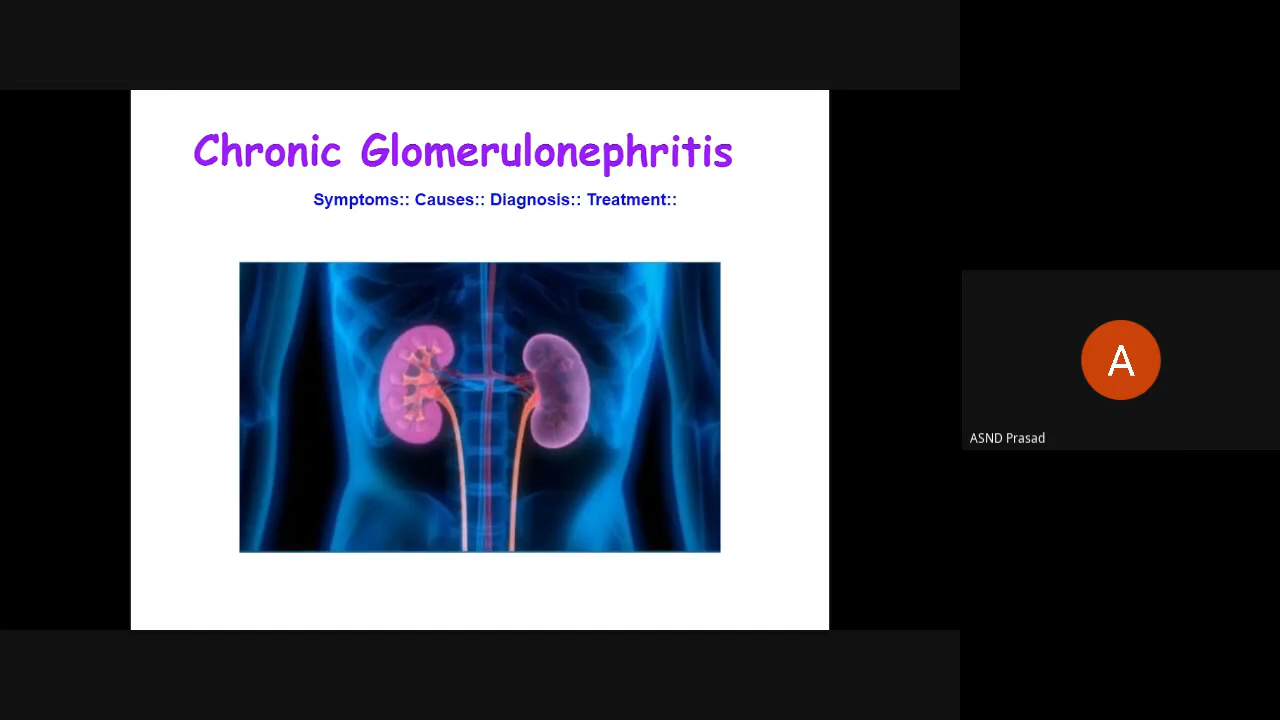 Chronic Glomerulonephritis
Symptoms:: Causes:: Diagnosis:: Treatment::
A
ASND Prasad